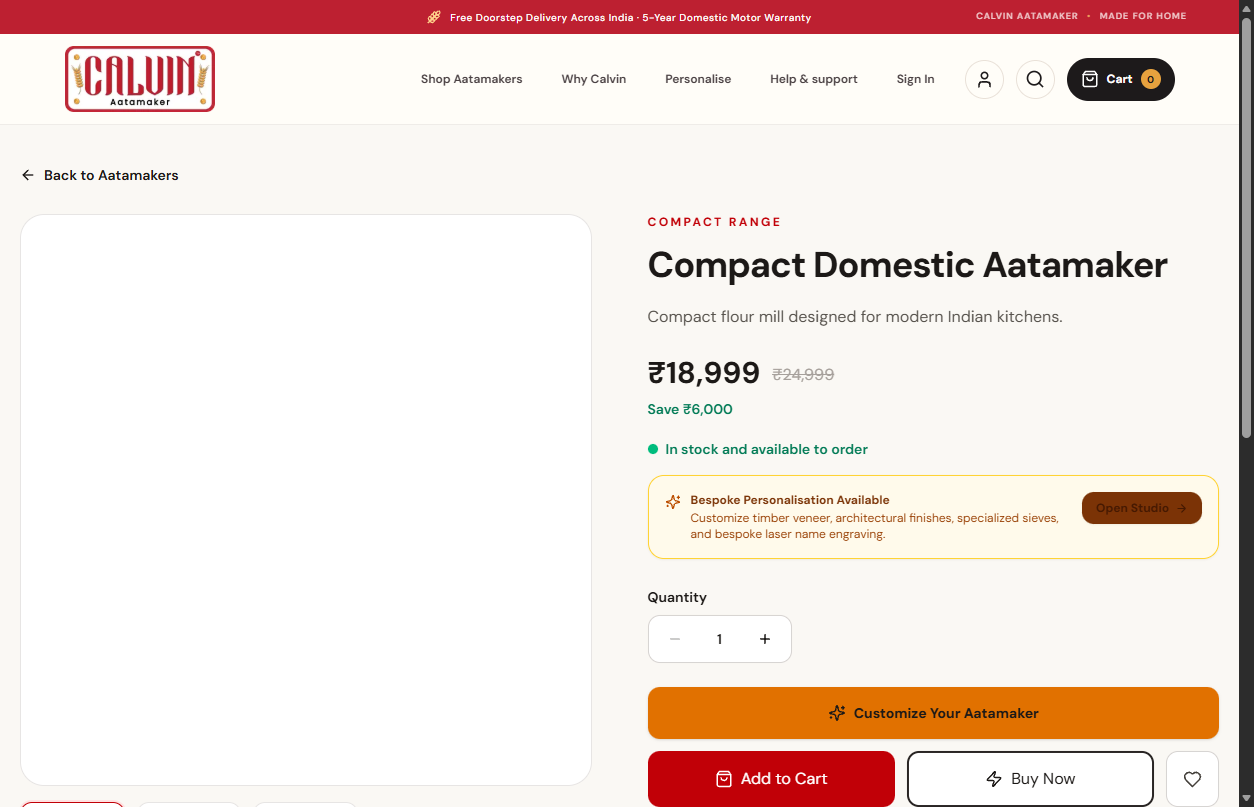 Free Doorstep Delivery Across India · 5-Year Domestic Motor Warranty
CALVIN AATAMAKER • MADE FOR HOME
CALVIN
Aatamaker
Shop Aatamakers
Why Calvin
Personalise
Help & support
Sign In
Cart 0
Back to Aatamakers
COMPACT RANGE
Compact Domestic Aatamaker
Compact flour mill designed for modern Indian kitchens.
₹18,999 ₹24,999
Save ₹6,000
In stock and available to order
Bespoke Personalisation Available
Customize timber veneer, architectural finishes, specialized sieves,
and bespoke laser name engraving.
Open Studio →
Quantity
− 1 +
Customize Your Aatamaker
Add to Cart
Buy Now